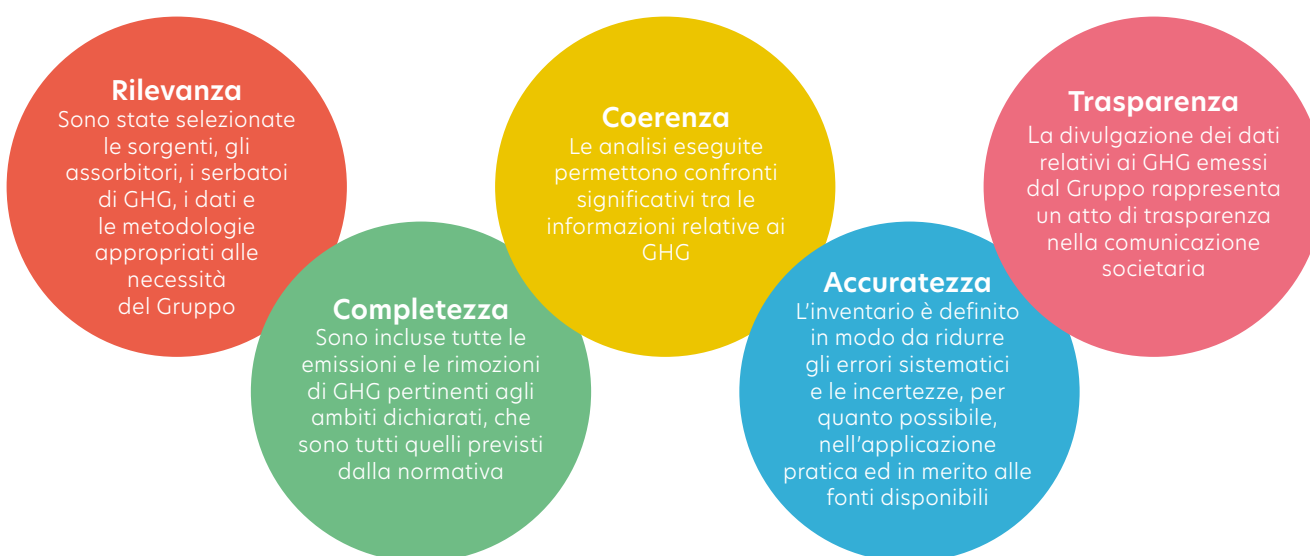 Rilevanza
Sono state selezionate
le sorgenti, gli
assorbitori, i serbatoi
di GHG, i dati e
le metodologie
appropriati alle
necessità
del Gruppo
Completezza
Sono incluse tutte le
emissioni e le rimozioni
di GHG pertinenti agli
ambiti dichiarati, che
sono tutti quelli previsti
dalla normativa
Coerenza
Le analisi eseguite
permettono confronti
significativi tra le
informazioni relative ai
GHG
Accuratezza
L'inventario è definito
in modo da ridurre
gli errori sistematici
e le incertezze, per
quanto possibile,
nell'applicazione
pratica ed in merito alle
fonti disponibili
Trasparenza
La divulgazione dei dati
relativi ai GHG emessi
dal Gruppo rappresenta
un atto di trasparenza
nella comunicazione
societaria